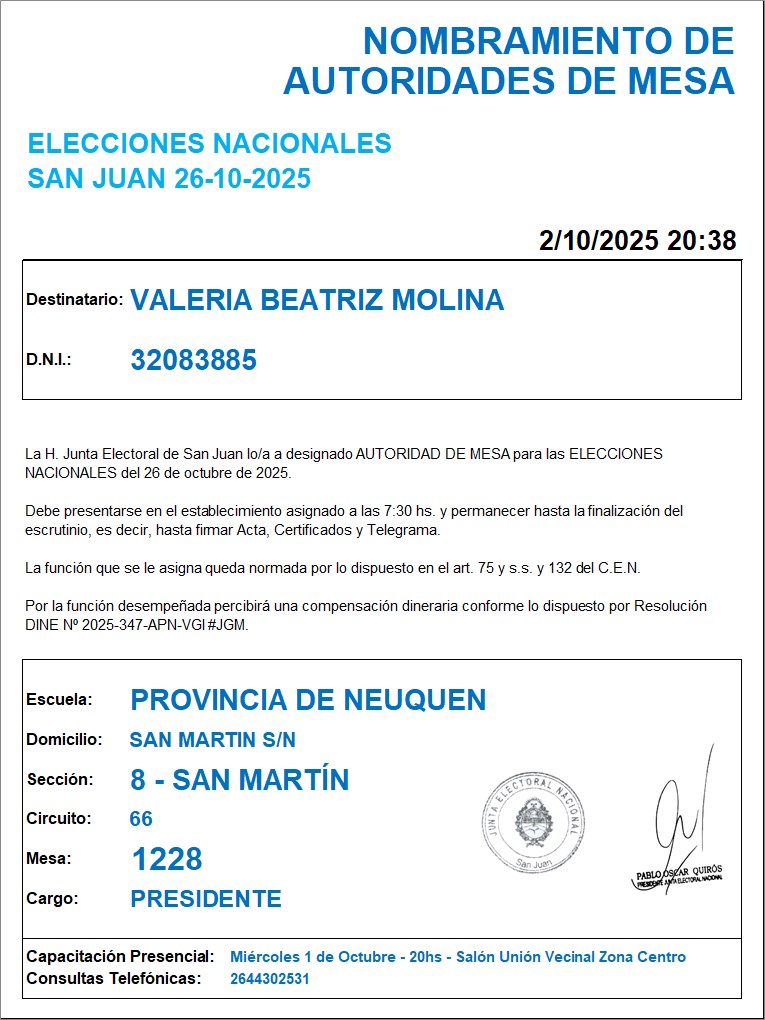 NOMBRAMIENTO DE
AUTORIDADES DE MESA
ELECCIONES NACIONALES
SAN JUAN 26-10-2025
2/10/2025 20:38
Destinatario: VALERIA BEATRIZ MOLINA
D.N.I.: 32083885
La H. Junta Electoral de San Juan lo/a a designado AUTORIDAD DE MESA para las ELECCIONES
NACIONALES del 26 de octubre de 2025.
Debe presentarse en el establecimiento asignado a las 7:30 hs. y permanecer hasta la finalización del
escrutinio, es decir, hasta firmar Acta, Certificados y Telegrama.
La función que se le asigna queda normada por lo dispuesto en el art. 75 y s.s. y 132 del C.E.N.
Por la función desempeñada percibirá una compensación dineraria conforme lo dispuesto por Resolución
DINE Nº 2025-347-APN-VGI#JGM.
Escuela: PROVINCIA DE NEUQUEN
Domicilio: SAN MARTIN S/N
Sección: 8 - SAN MARTÍN
Circuito: 66
Mesa: 1228
Cargo: PRESIDENTE
JUNTA ELECTORAL NACIONAL
San Juan
PABLO OSCAR QUIRÓS
PRESIDENTE JUNTA ELECTORAL NACIONAL
Capacitación Presencial: Miércoles 1 de Octubre - 20hs - Salón Unión Vecinal Zona Centro
Consultas Telefónicas: 2644302531